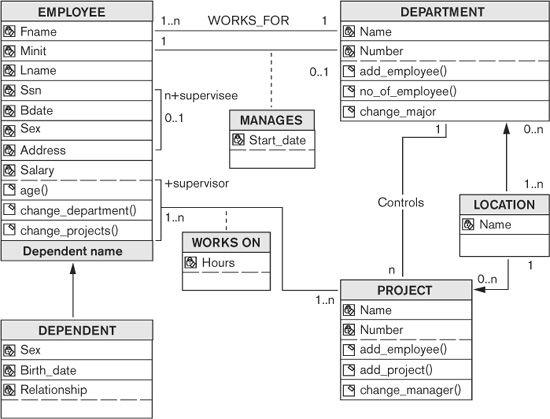 EMPLOYEE
Fname
Minit
Lname
Ssn
Bdate
Sex
Address
Salary
age()
change_department()
change_projects()
Dependent name
1..n
WORKS_FOR
1
1
0..1
n+supervisee
0..1
MANAGES
Start_date
+supervisor
1..n
WORKS ON
Hours
1..n
DEPARTMENT
Name
Number
add_employee()
no_of_employee()
change_major
1
0..n
Controls
n
1..n
LOCATION
Name
1
0..n
PROJECT
Name
Number
add_employee()
add_project()
change_manager()
DEPENDENT
Sex
Birth_date
Relationship